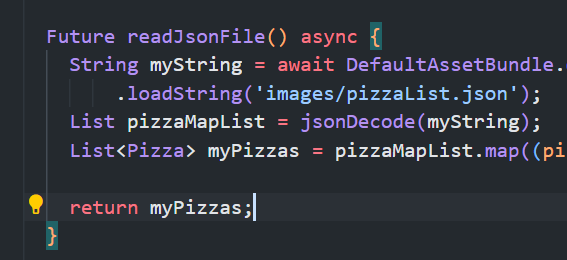 Future readJsonFile() async {
String myString = await DefaultAssetBundle.
.loadString('images/pizzaList.json');
List pizzaMapList = jsonDecode(myString);
List<Pizza> myPizzas = pizzaMapList.map((pi
return myPizzas;
}